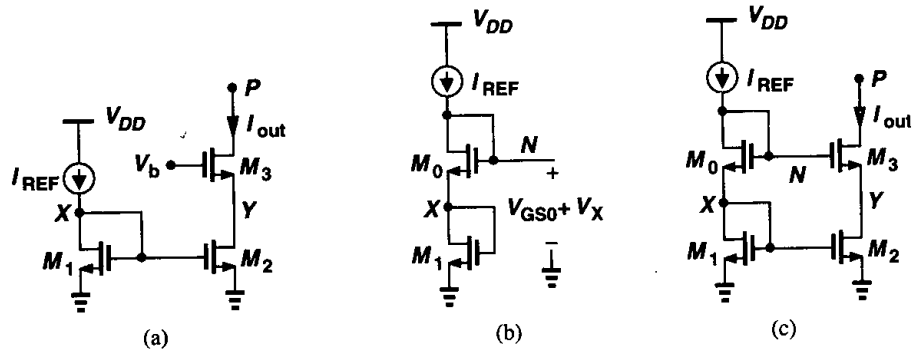 V_DD
I_REF
X
M_1
V_b
P
I_out
M_3
Y
M_2
(a)
V_DD
I_REF
N
M_0
+
X
V_GS0 + V_X
M_1
−
(b)
V_DD
I_REF
P
I_out
M_0
N
M_3
X
Y
M_1
M_2
(c)